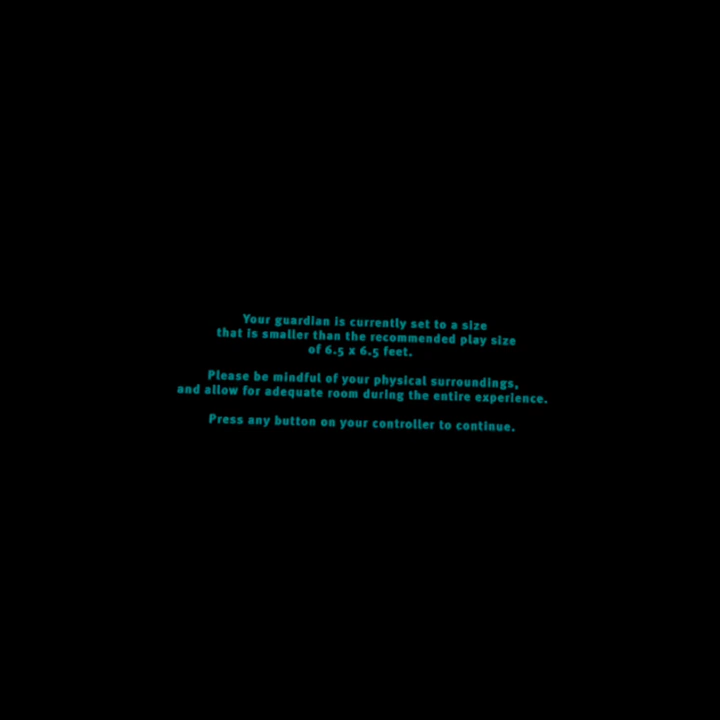 Your guardian is currently set to a size
that is smaller than the recommended play size
of 6.5 x 6.5 feet.
Please be mindful of your physical surroundings,
and allow for adequate room during the entire experience.
Press any button on your controller to continue.